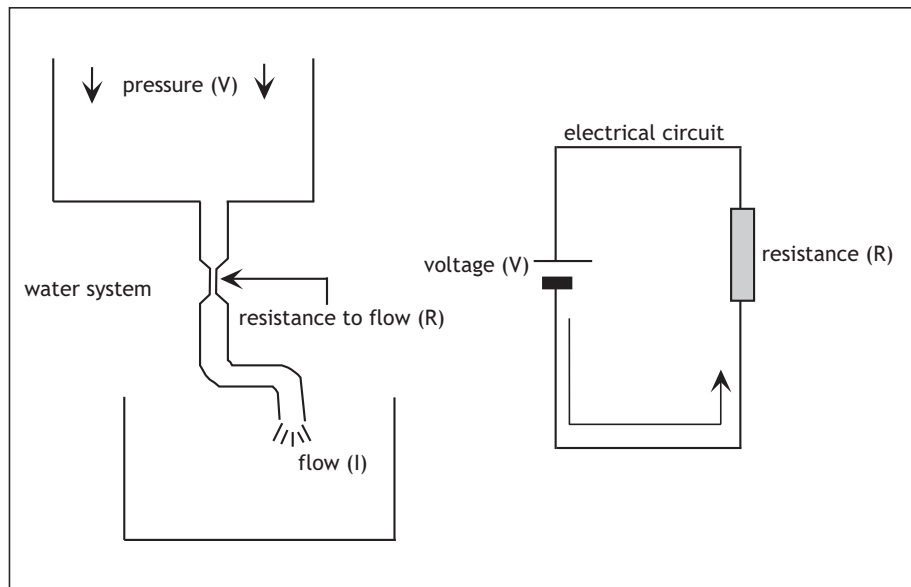 pressure (V)
water system
resistance to flow (R)
flow (I)
electrical circuit
voltage (V)
resistance (R)